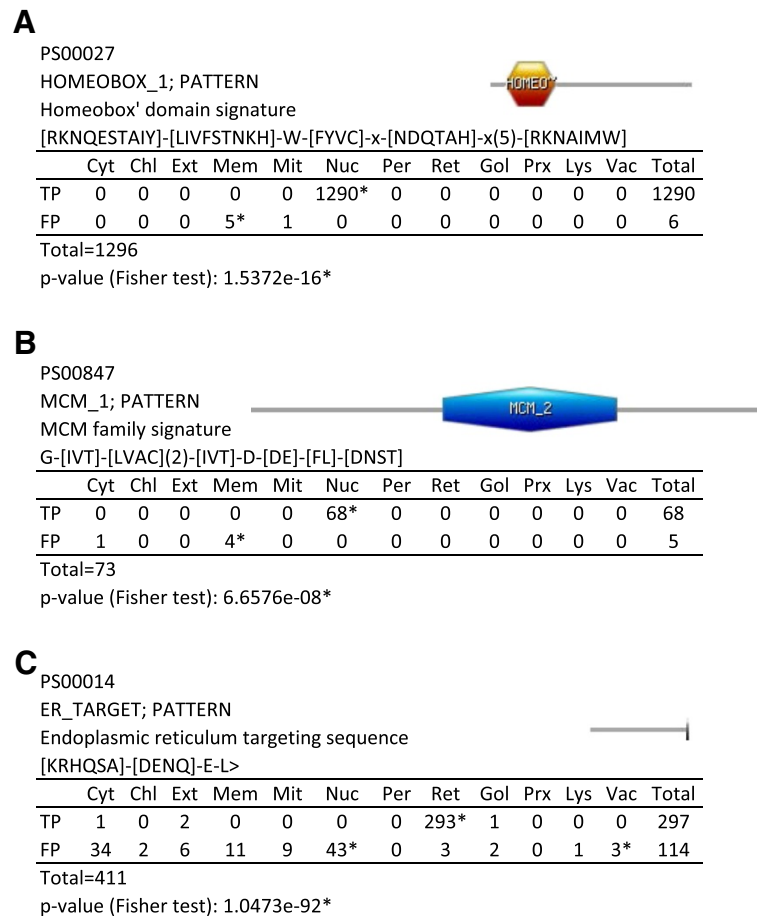 A
PS00027
HOMEOBOX_1; PATTERN
HOMEO
Homeobox' domain signature
[RKNQESTAIY]-[LIVFSTNKH]-W-[FYVC]-x-[NDQTAH]-x(5)-[RKNAIMW]
Cyt Chl Ext Mem Mit Nuc Per Ret Gol Prx Lys Vac Total
TP 0 0 0 0 0 1290* 0 0 0 0 0 0 1290
FP 0 0 0 5* 1 0 0 0 0 0 0 0 6
Total=1296
p-value (Fisher test): 1.5372e-16*
B
PS00847
MCM_1; PATTERN
MCM_2
MCM family signature
G-[IVT]-[LVAC](2)-[IVT]-D-[DE]-[FL]-[DNST]
Cyt Chl Ext Mem Mit Nuc Per Ret Gol Prx Lys Vac Total
TP 0 0 0 0 0 68* 0 0 0 0 0 0 68
FP 1 0 0 4* 0 0 0 0 0 0 0 0 5
Total=73
p-value (Fisher test): 6.6576e-08*
C
PS00014
ER_TARGET; PATTERN
Endoplasmic reticulum targeting sequence
[KRHQSA]-[DENQ]-E-L>
Cyt Chl Ext Mem Mit Nuc Per Ret Gol Prx Lys Vac Total
TP 1 0 2 0 0 0 0 293* 1 0 0 0 297
FP 34 2 6 11 9 43* 0 3 2 0 1 3* 114
Total=411
p-value (Fisher test): 1.0473e-92*